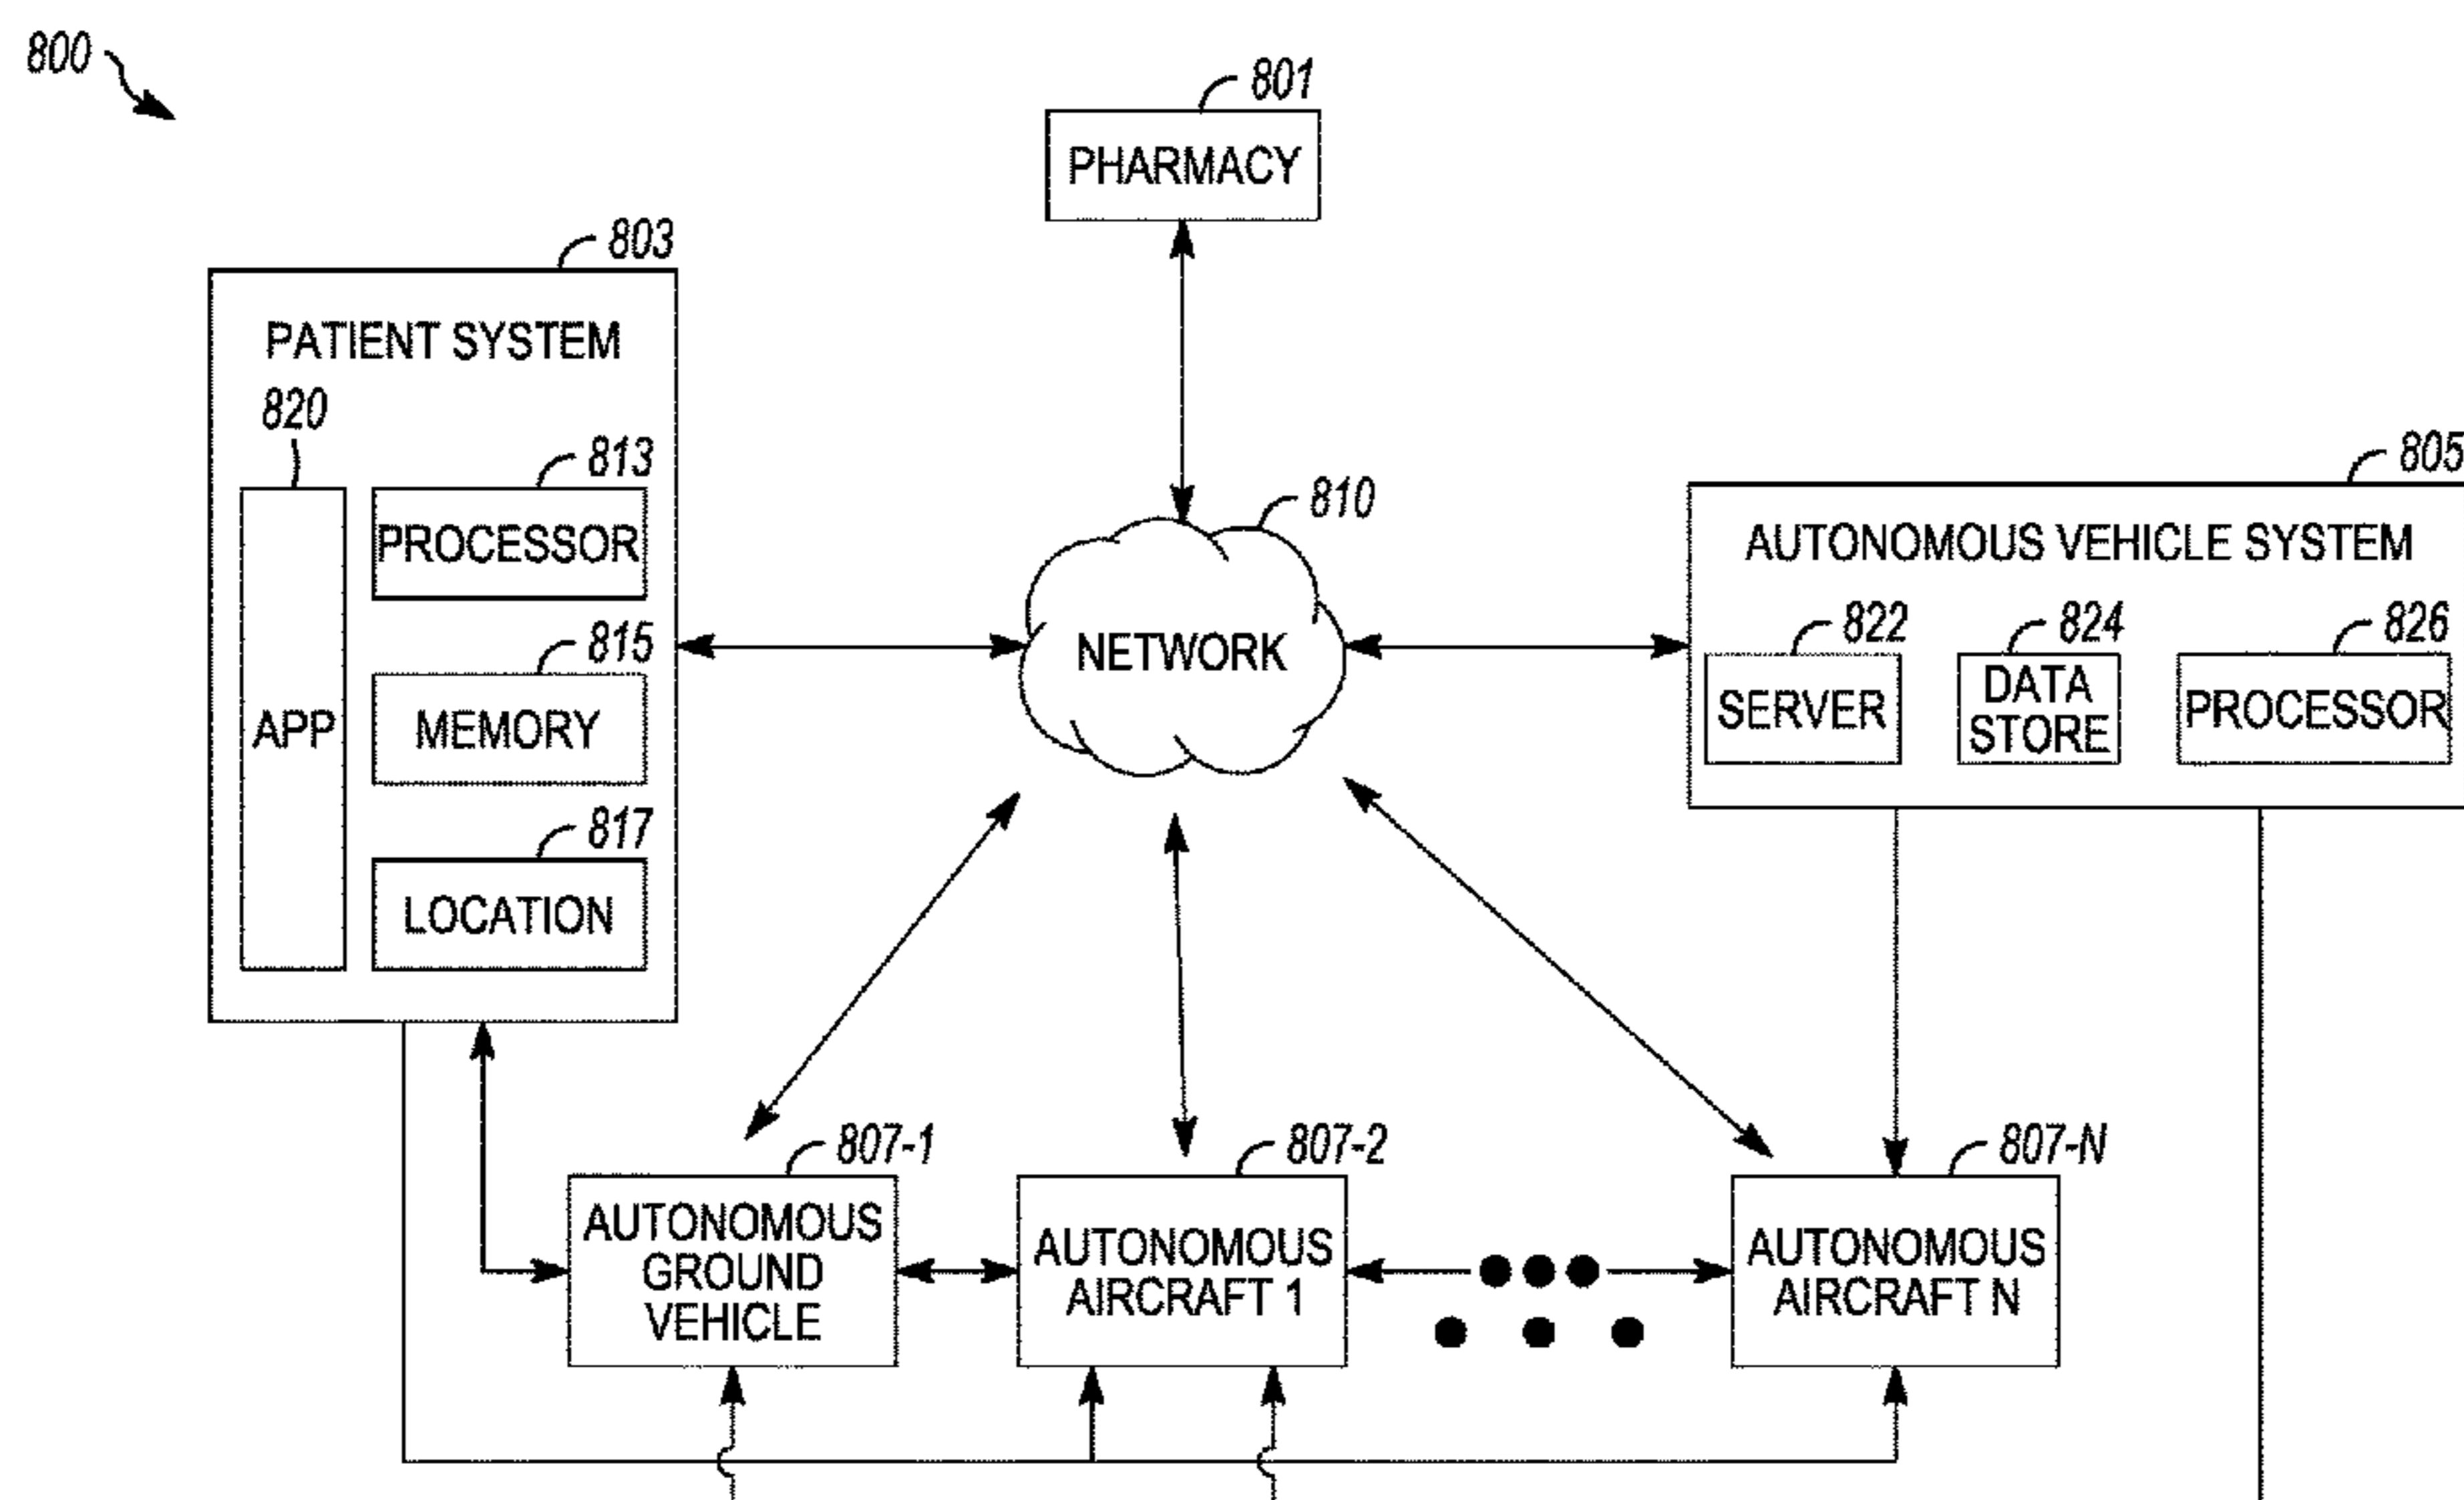 800
801
PHARMACY
803
PATIENT SYSTEM
820
813
APP
PROCESSOR
815
MEMORY
817
LOCATION
810
NETWORK
805
AUTONOMOUS VEHICLE SYSTEM
822
824
826
SERVER
DATA
STORE
PROCESSOR
807-1
AUTONOMOUS
GROUND
VEHICLE
807-2
AUTONOMOUS
AIRCRAFT 1
807-N
AUTONOMOUS
AIRCRAFT N